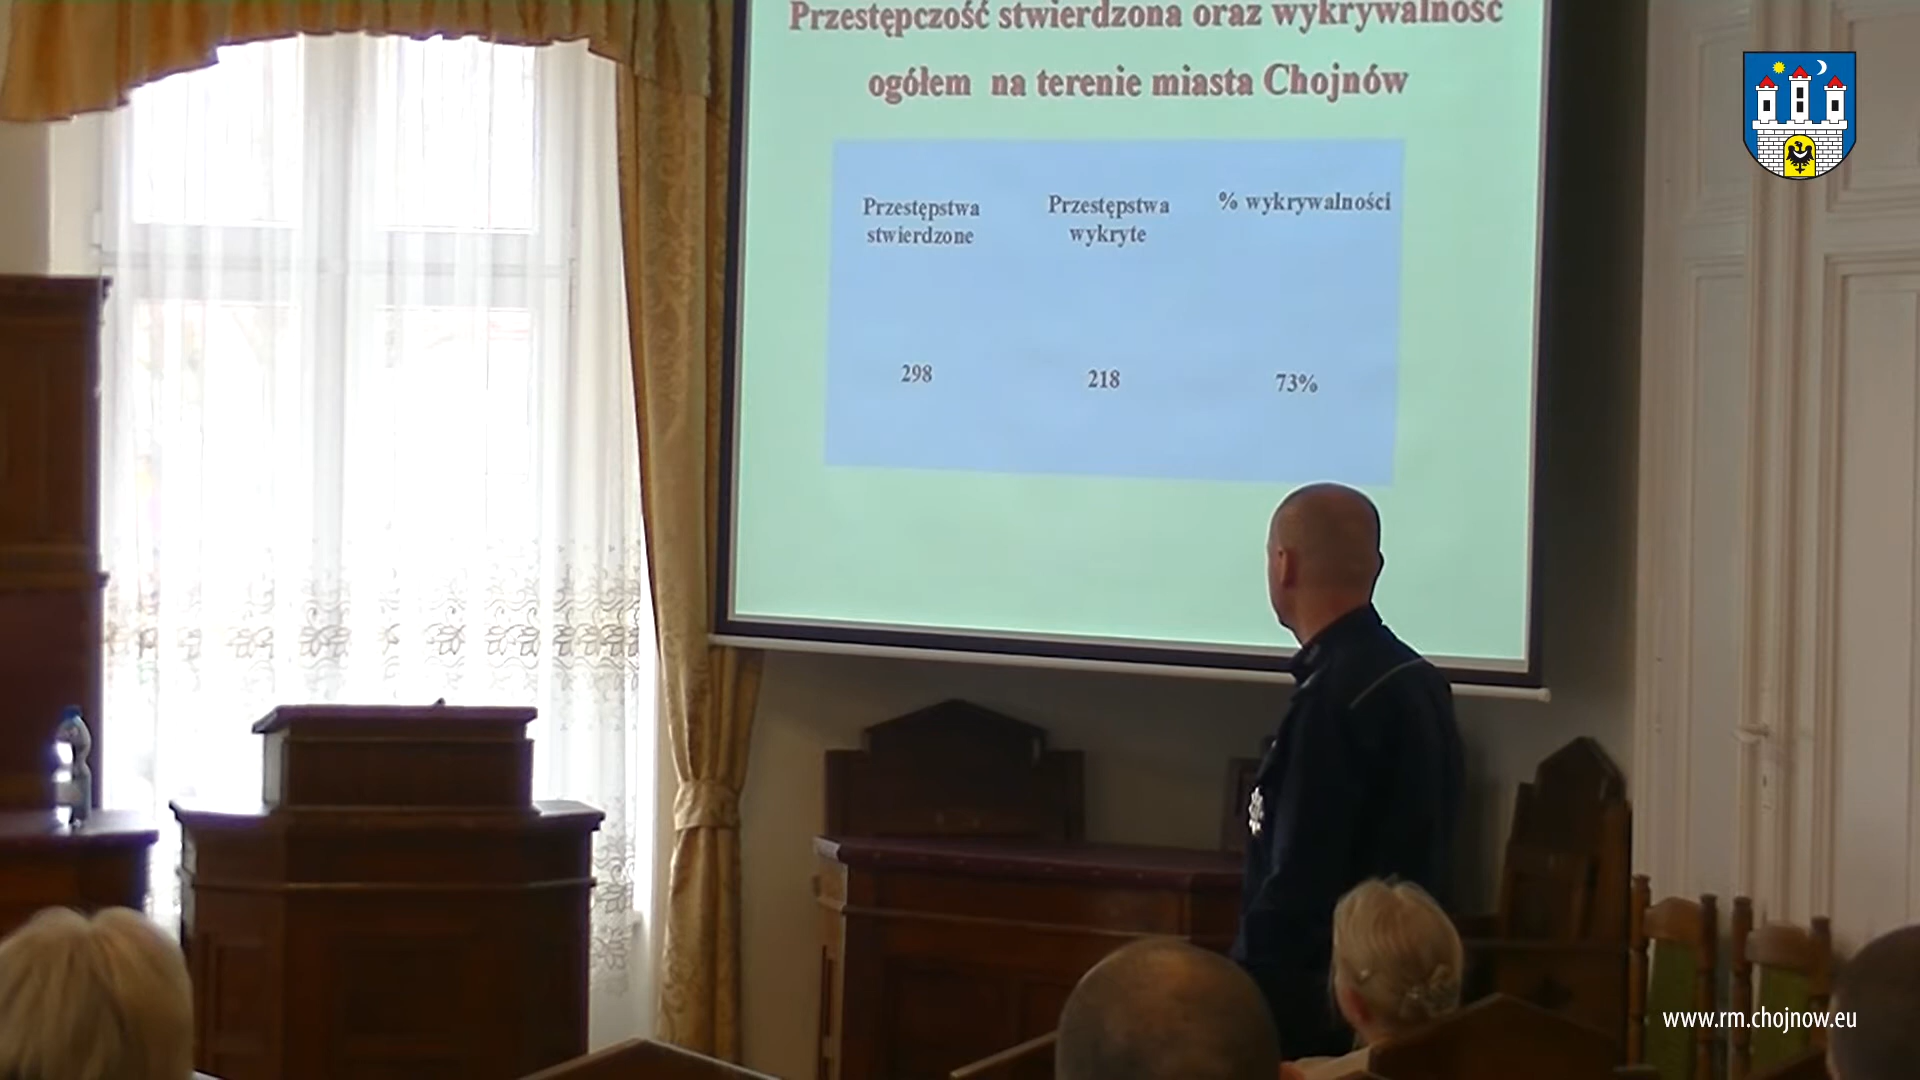 Przestępczość stwierdzona oraz wykrywalność
ogółem na terenie miasta Chojnów
Przestępstwa stwierdzone
Przestępstwa wykryte
% wykrywalności
298
218
73%
www.rm.chojnow.eu